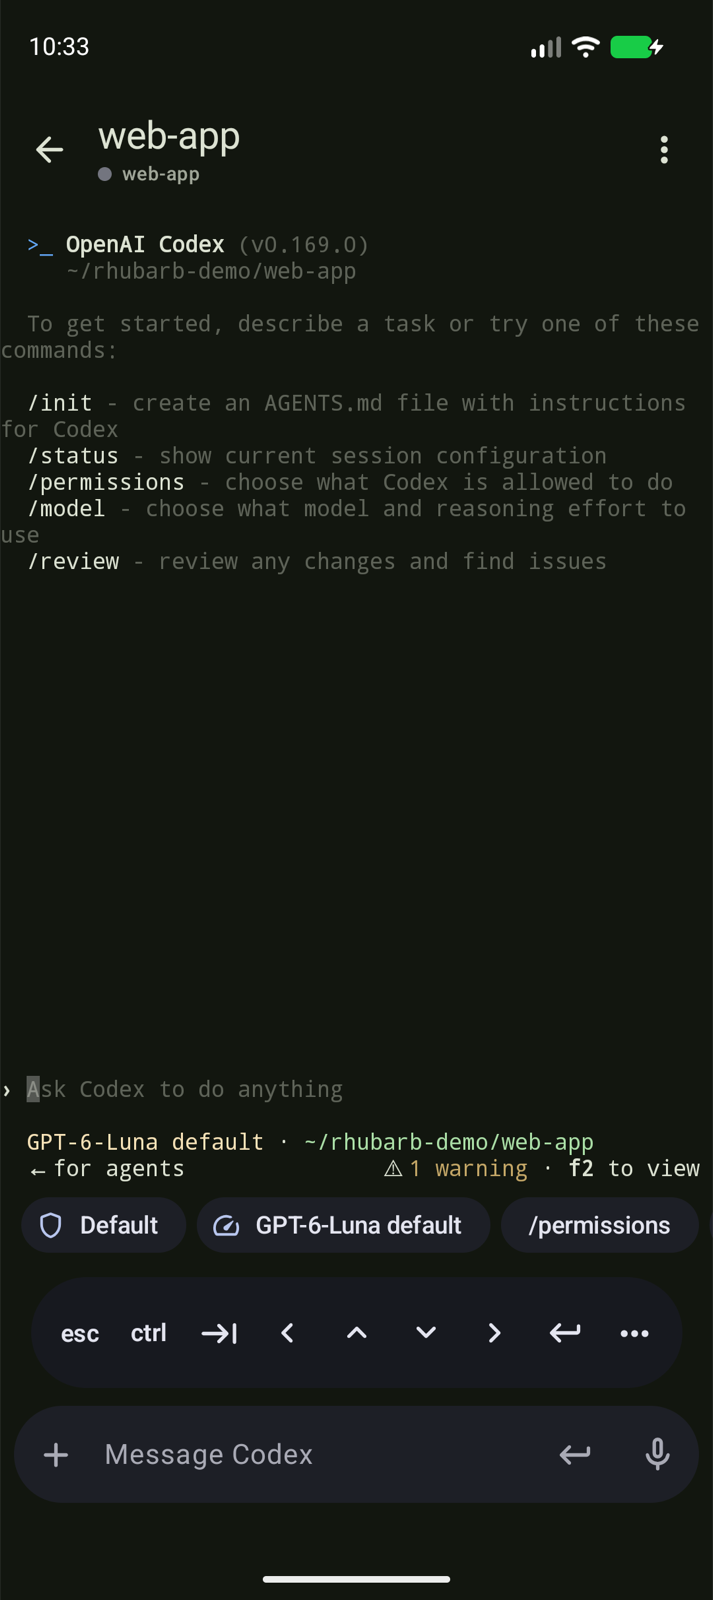 10:33
web-app
web-app
>_ OpenAI Codex (v0.169.0)
~/rhubarb-demo/web-app
To get started, describe a task or try one of these
commands:
/init - create an AGENTS.md file with instructions
for Codex
/status - show current session configuration
/permissions - choose what Codex is allowed to do
/model - choose what model and reasoning effort to
use
/review - review any changes and find issues
› Ask Codex to do anything
GPT-6-Luna default · ~/rhubarb-demo/web-app
← for agents ⚠ 1 warning · f2 to view
Default GPT-6-Luna default /permissions
esc ctrl
Message Codex